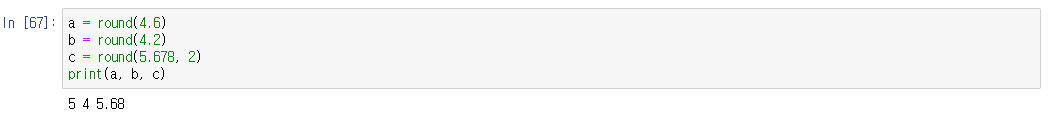 In [67]: a = round(4.6)
b = round(4.2)
c = round(5.678, 2)
print(a, b, c)
5 4 5.68